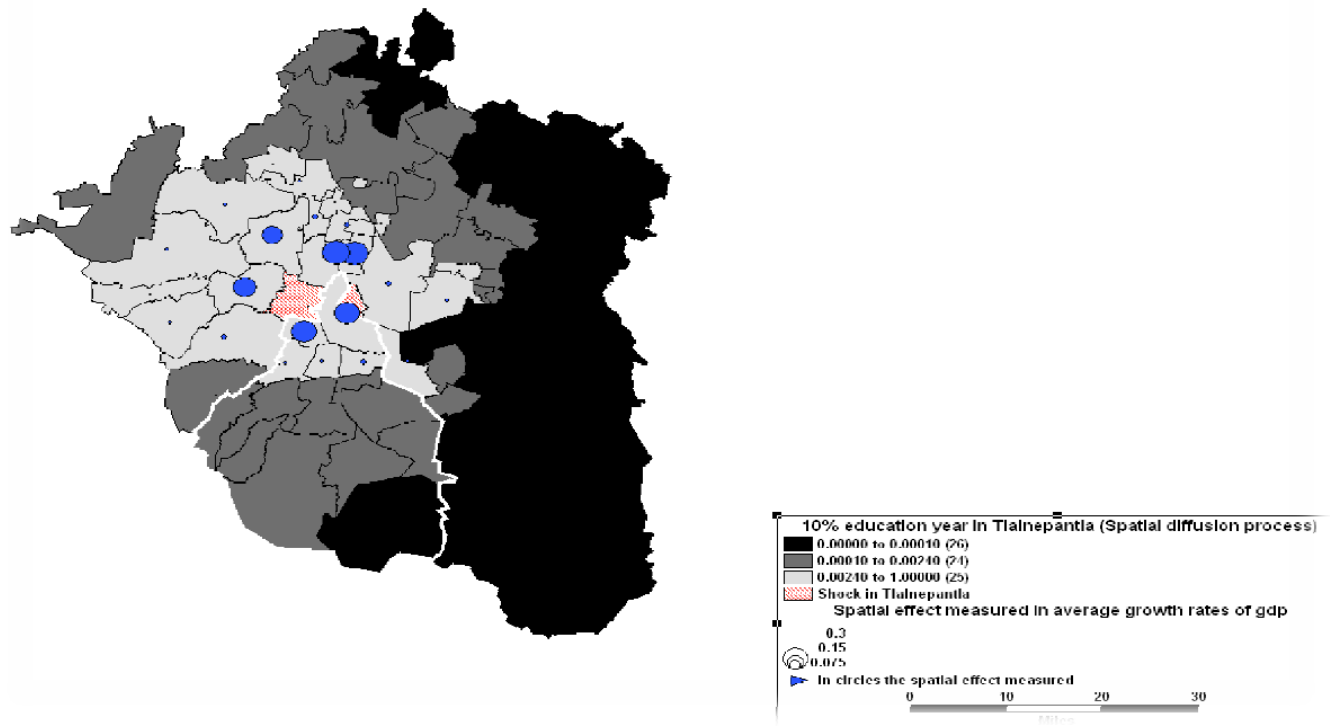 10% education year in Tlalnepantla (Spatial diffusion process)
0.00000 to 0.00010 (26)
0.00010 to 0.00240 (24)
0.00240 to 1.00000 (25)
Shock in Tlalnepantla
Spatial effect measured in average growth rates of gdp
0.3
0.15
0.075
In circles the spatial effect measured
0 10 20 30
Miles